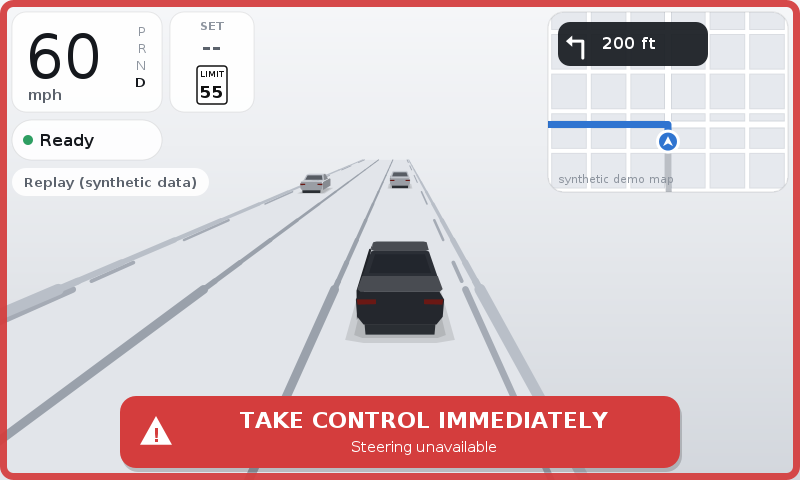 60
mph
P
R
N
D
SET
--
LIMIT
55
Ready
Replay (synthetic data)
200 ft
synthetic demo map
TAKE CONTROL IMMEDIATELY
Steering unavailable